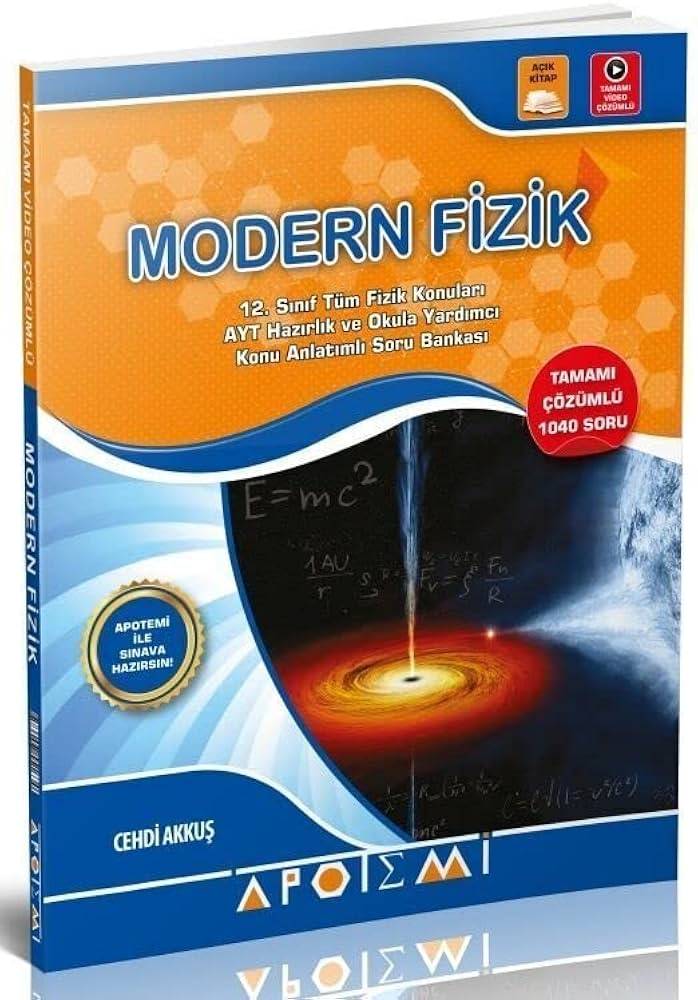 AÇIK
KİTAP
TAMAMI
VİDEO
ÇÖZÜMLÜ
MODERN FİZİK
12. Sınıf Tüm Fizik Konuları
AYT Hazırlık ve Okula Yardımcı
Konu Anlatımlı Soru Bankası
TAMAMI
ÇÖZÜMLÜ
1040 SORU
E=mc²
1AU
r
Fn
R
APOTEMİ
İLE
SINAVA
HAZIRSIN!
CEHDİ AKKUŞ
APOTEMİ
TAMAMI VİDEO ÇÖZÜMLÜ
MODERN FİZİK
APOTEMİ